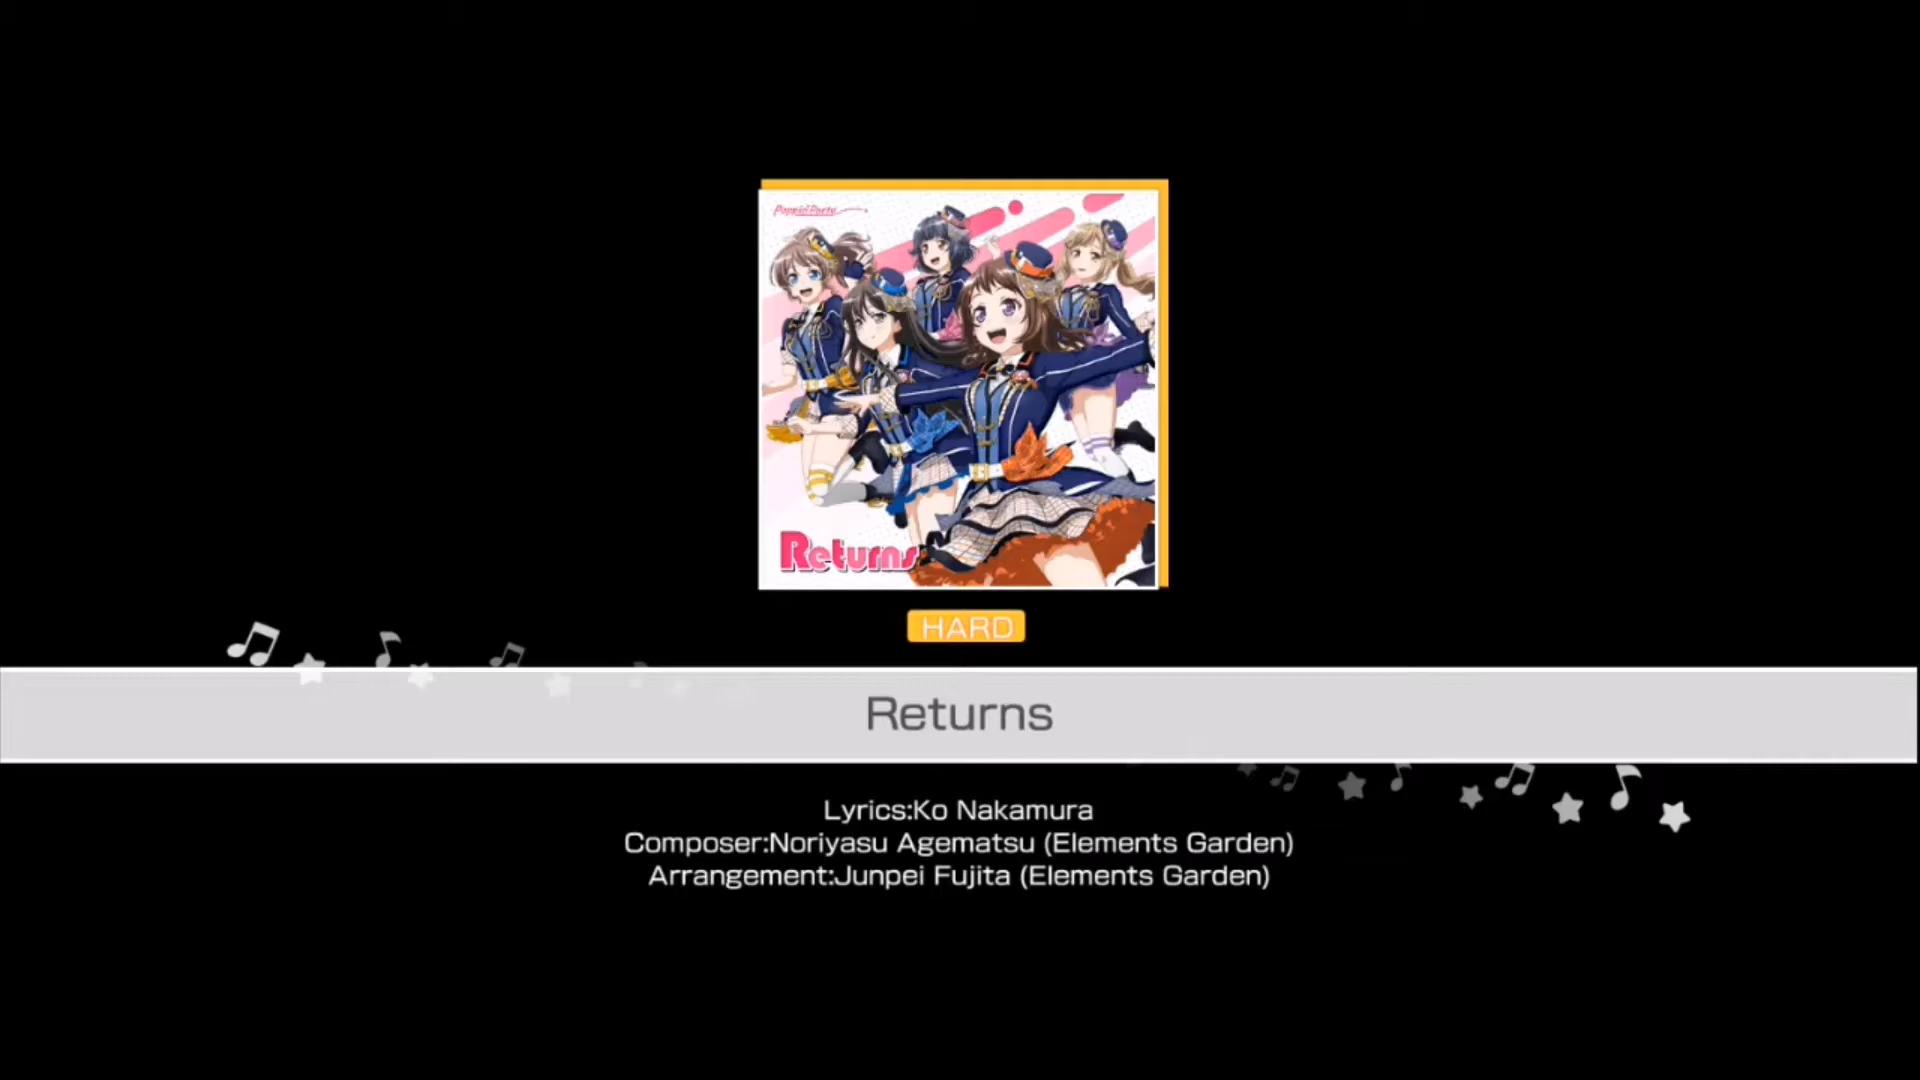 Poppin'Party
Returns
HARD
Returns
Lyrics:Ko Nakamura
Composer:Noriyasu Agematsu (Elements Garden)
Arrangement:Junpei Fujita (Elements Garden)